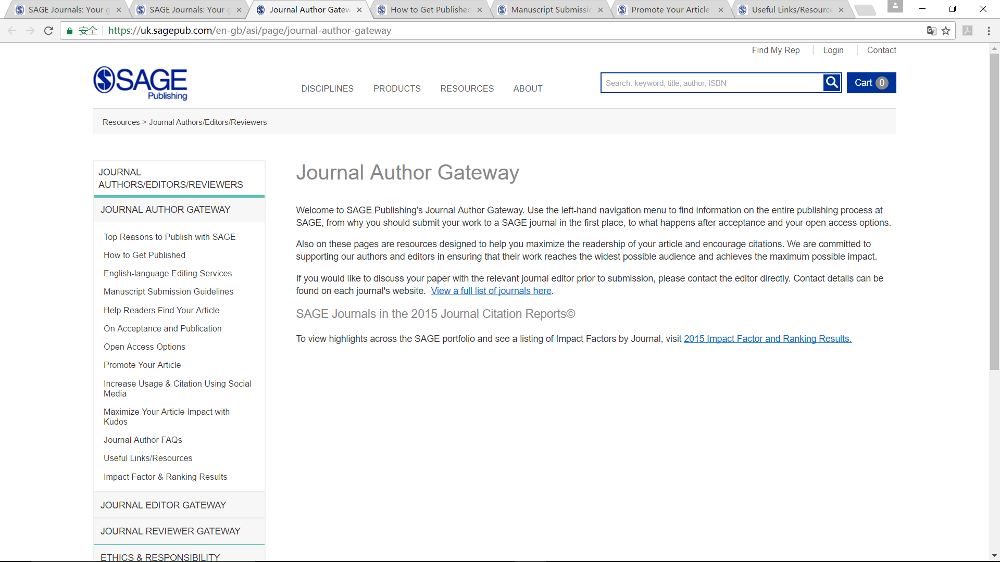 SAGE Journals: Your g
SAGE Journals: Your g
Journal Author Gatew
How to Get Published
Manuscript Submissic
Promote Your Article
Useful Links/Resource
安全
https://uk.sagepub.com/en-gb/asi/page/journal-author-gateway
Find My Rep
Login
Contact
SAGE
Publishing
DISCIPLINES
PRODUCTS
RESOURCES
ABOUT
Search: keyword, title, author, ISBN
Cart 0
Resources > Journal Authors/Editors/Reviewers
JOURNAL
AUTHORS/EDITORS/REVIEWERS
JOURNAL AUTHOR GATEWAY
Top Reasons to Publish with SAGE
How to Get Published
English-language Editing Services
Manuscript Submission Guidelines
Help Readers Find Your Article
On Acceptance and Publication
Open Access Options
Promote Your Article
Increase Usage & Citation Using Social
Media
Maximize Your Article Impact with
Kudos
Journal Author FAQs
Useful Links/Resources
Impact Factor & Ranking Results
JOURNAL EDITOR GATEWAY
JOURNAL REVIEWER GATEWAY
ETHICS & RESPONSIBILITY
Journal Author Gateway
Welcome to SAGE Publishing's Journal Author Gateway. Use the left-hand navigation menu to find information on the entire publishing process at
SAGE, from why you should submit your work to a SAGE journal in the first place, to what happens after acceptance and your open access options.
Also on these pages are resources designed to help you maximize the readership of your article and encourage citations. We are committed to
supporting our authors and editors in ensuring that their work reaches the widest possible audience and achieves the maximum possible impact.
If you would like to discuss your paper with the relevant journal editor prior to submission, please contact the editor directly. Contact details can be
found on each journal's website. View a full list of journals here.
SAGE Journals in the 2015 Journal Citation Reports©
To view highlights across the SAGE portfolio and see a listing of Impact Factors by Journal, visit 2015 Impact Factor and Ranking Results.